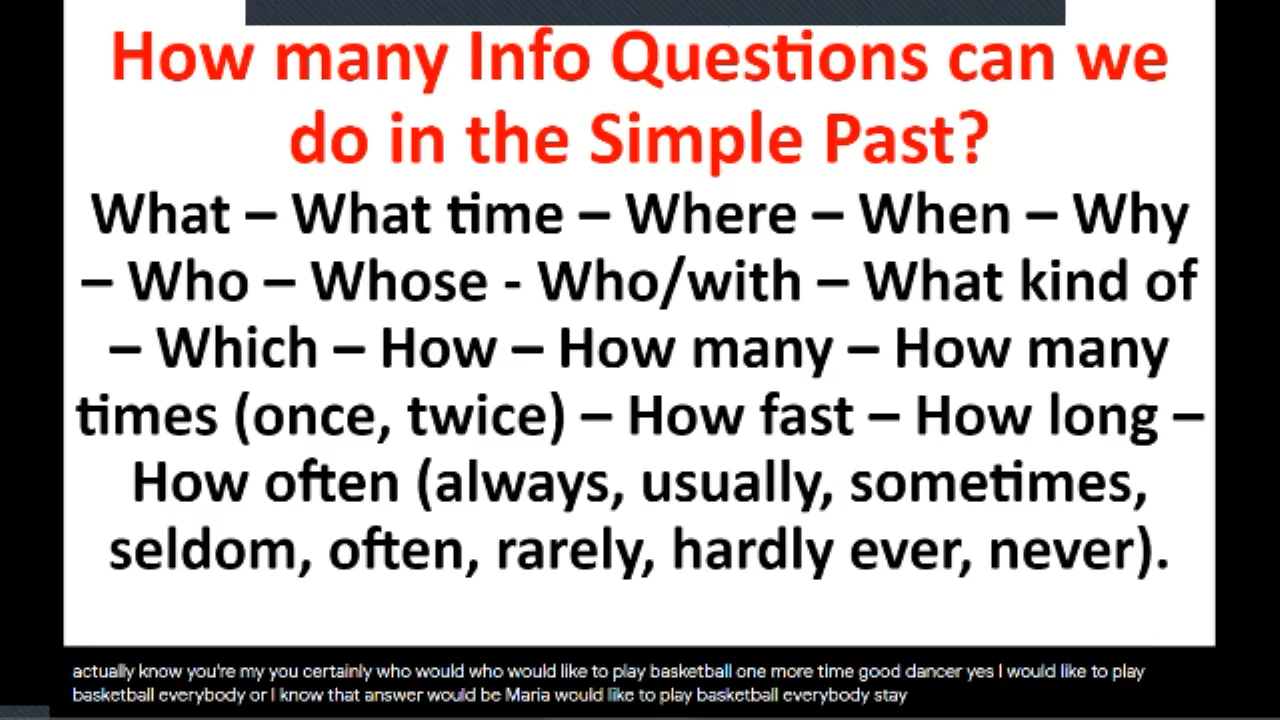 How many Info Questions can we
do in the Simple Past?
What – What time – Where – When – Why
– Who – Whose - Who/with – What kind of
– Which – How – How many – How many
times (once, twice) – How fast – How long –
How often (always, usually, sometimes,
seldom, often, rarely, hardly ever, never).
actually know you're my you certainly who would who would like to play basketball one more time good dancer yes I would like to play
basketball everybody or I know that answer would be Maria would like to play basketball everybody stay